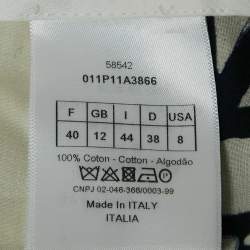 58542
011P11A3866
F GB I D USA
40 12 44 38 8
100% Coton - Cotton - Algodão
CNPJ 02-046-368/0003-99
Made In ITALY
ITALIA